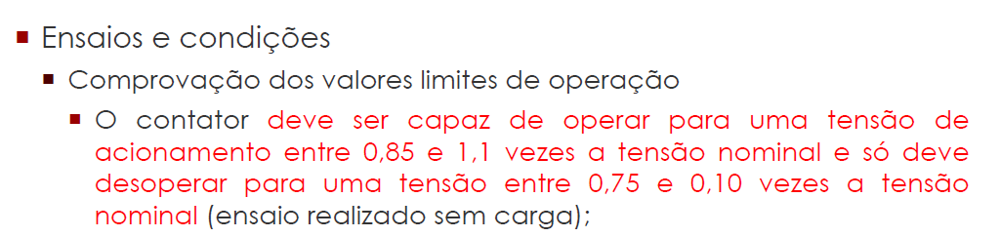 Ensaios e condições
Comprovação dos valores limites de operação
O contator deve ser capaz de operar para uma tensão de
acionamento entre 0,85 e 1,1 vezes a tensão nominal e só deve
desoperar para uma tensão entre 0,75 e 0,10 vezes a tensão
nominal (ensaio realizado sem carga);